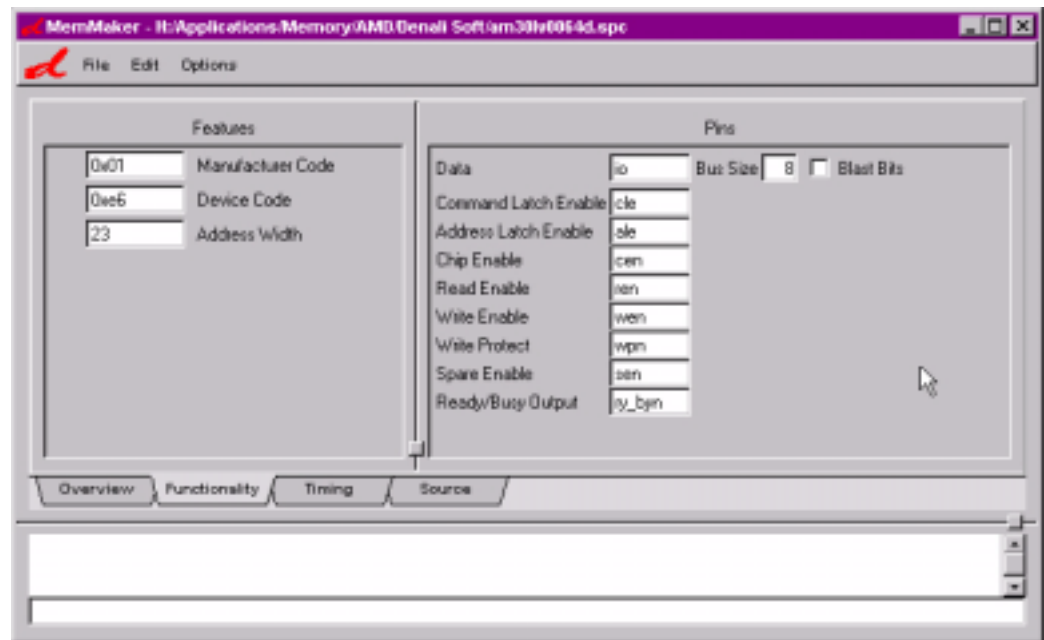 MemMaker - H:/Applications/Memory/AMD/Denali Soft/am30lv0064d.spc
File Edit Options
Features
0x01 Manufacturer Code
0xe6 Device Code
23 Address Width
Pins
Data io Bus Size 8 Blast Bits
Command Latch Enable cle
Address Latch Enable ale
Chip Enable cen
Read Enable ren
Write Enable wen
Write Protect wpn
Spare Enable sen
Ready/Busy Output ry_byn
Overview Functionality Timing Source